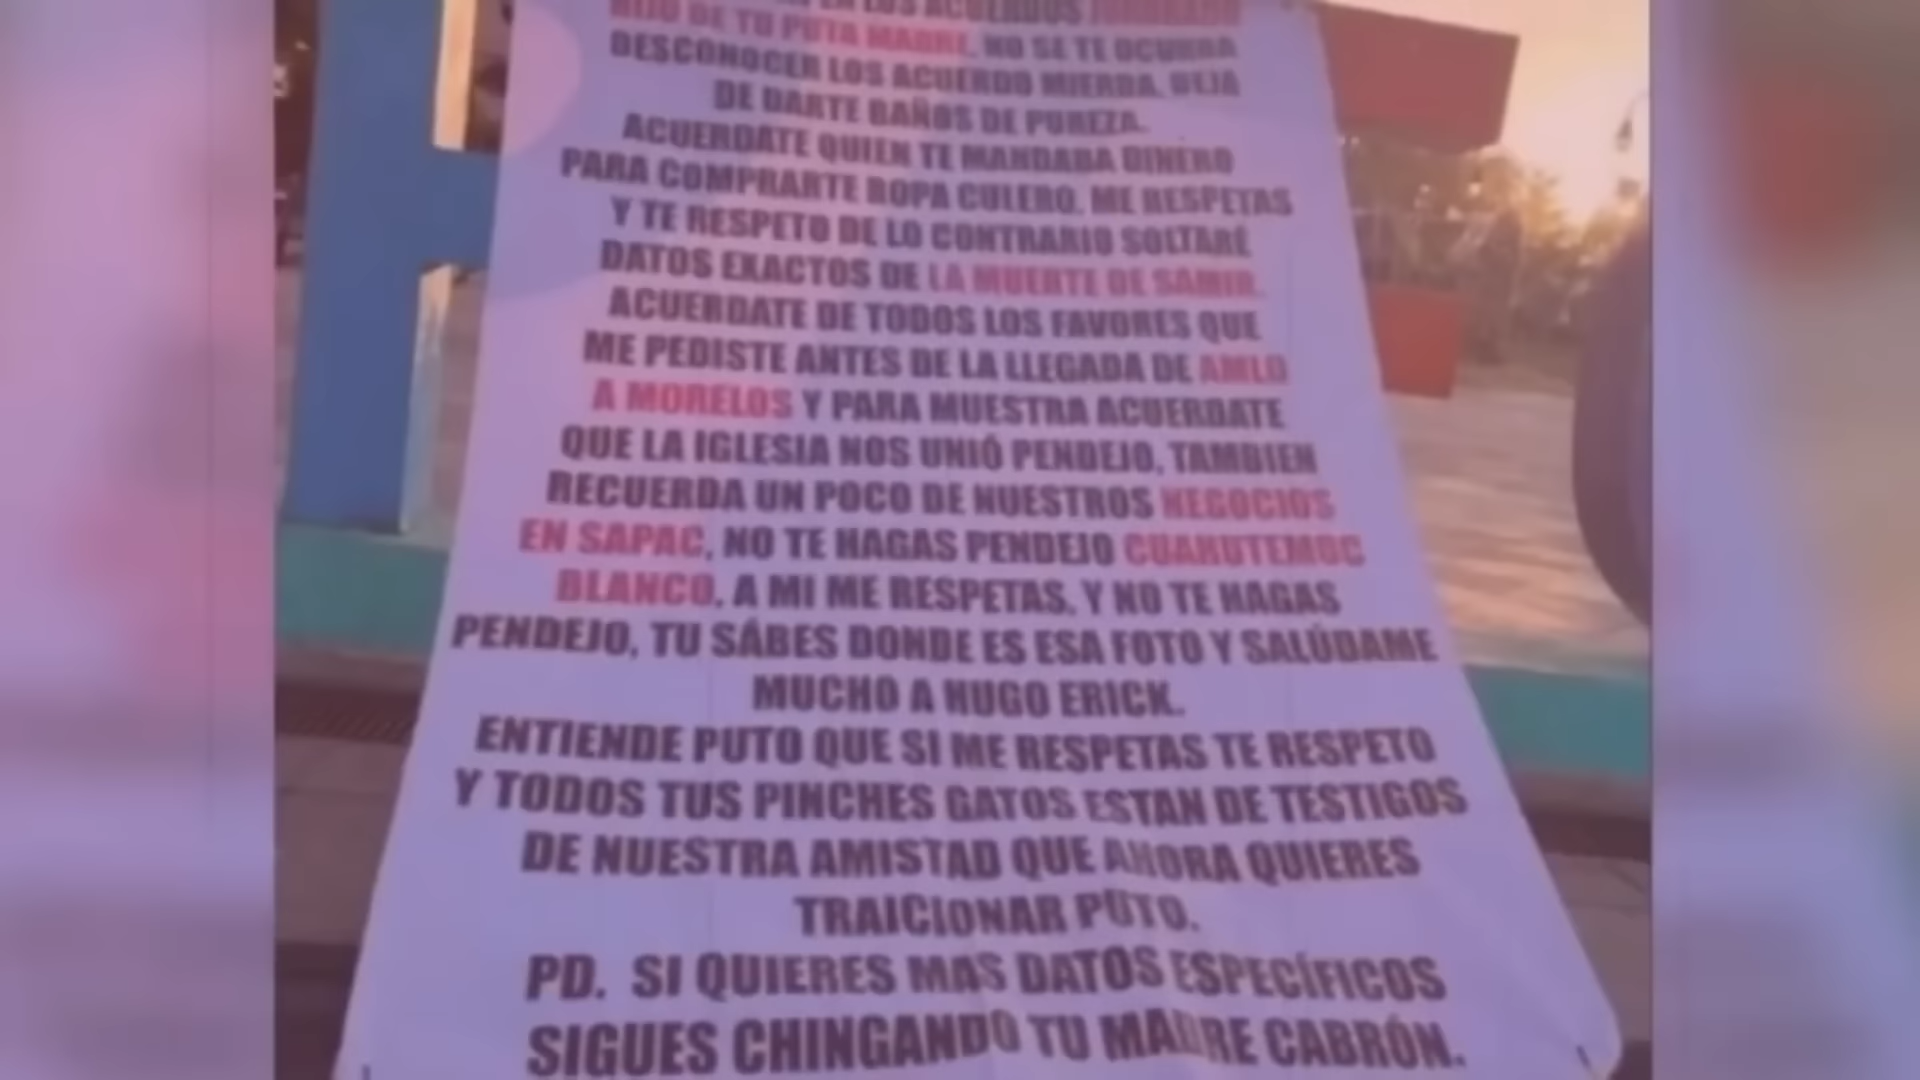 EN LOS ACUERDOS
HIJO DE TU PUTA MADRE, NO SE TE OCURRA
DESCONOCER LOS ACUERDO MIERDA, DEJA
DE DARTE BAÑOS DE PUREZA.
ACUERDATE QUIEN TE MANDABA DINERO
PARA COMPRARTE ROPA CULERO, ME RESPETAS
Y TE RESPETO DE LO CONTRARIO SOLTARÉ
DATOS EXACTOS DE LA MUERTE DE SAMIR.
ACUERDATE DE TODOS LOS FAVORES QUE
ME PEDISTE ANTES DE LA LLEGADA DE AMLO
A MORELOS Y PARA MUESTRA ACUERDATE
QUE LA IGLESIA NOS UNIÓ PENDEJO, TAMBIEN
RECUERDA UN POCO DE NUESTROS NEGOCIOS
EN SAPAC, NO TE HAGAS PENDEJO CUAHUTEMOC
BLANCO, A MI ME RESPETAS, Y NO TE HAGAS
PENDEJO, TU SÁBES DONDE ES ESA FOTO Y SALÚDAME
MUCHO A HUGO ERICK.
ENTIENDE PUTO QUE SI ME RESPETAS TE RESPETO
Y TODOS TUS PINCHES GATOS ESTAN DE TESTIGOS
DE NUESTRA AMISTAD QUE AHORA QUIERES
TRAICIONAR PUTO.
PD. SI QUIERES MAS DATOS ESPECÍFICOS
SIGUES CHINGANDO TU MADRE CABRÓN.